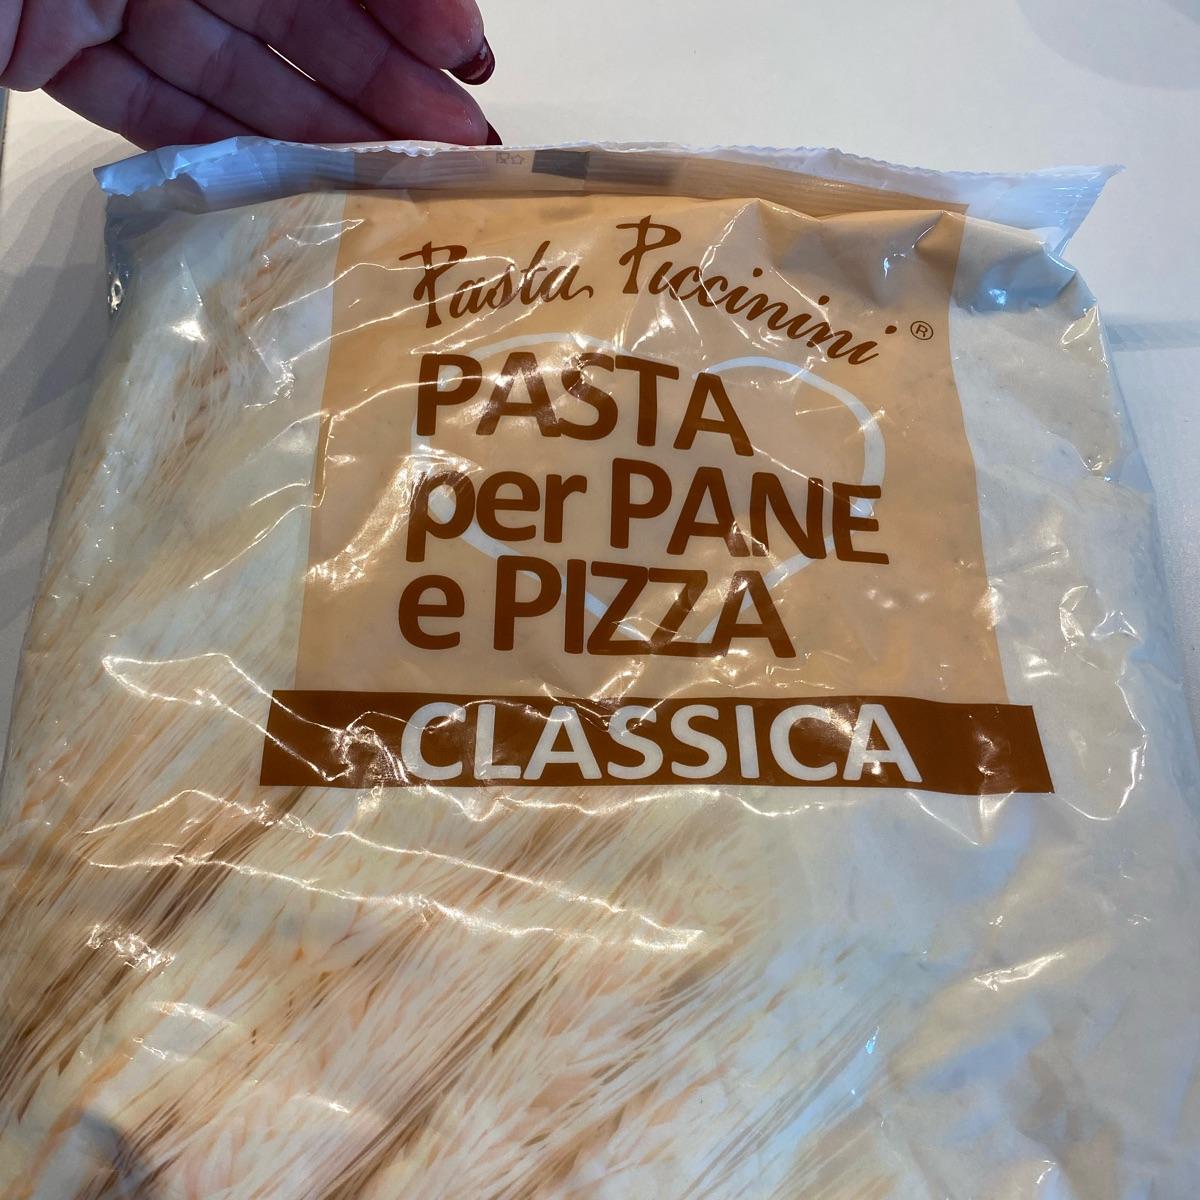 Pasta Piccinini ®
PASTA
per PANE
e PIZZA
CLASSICA